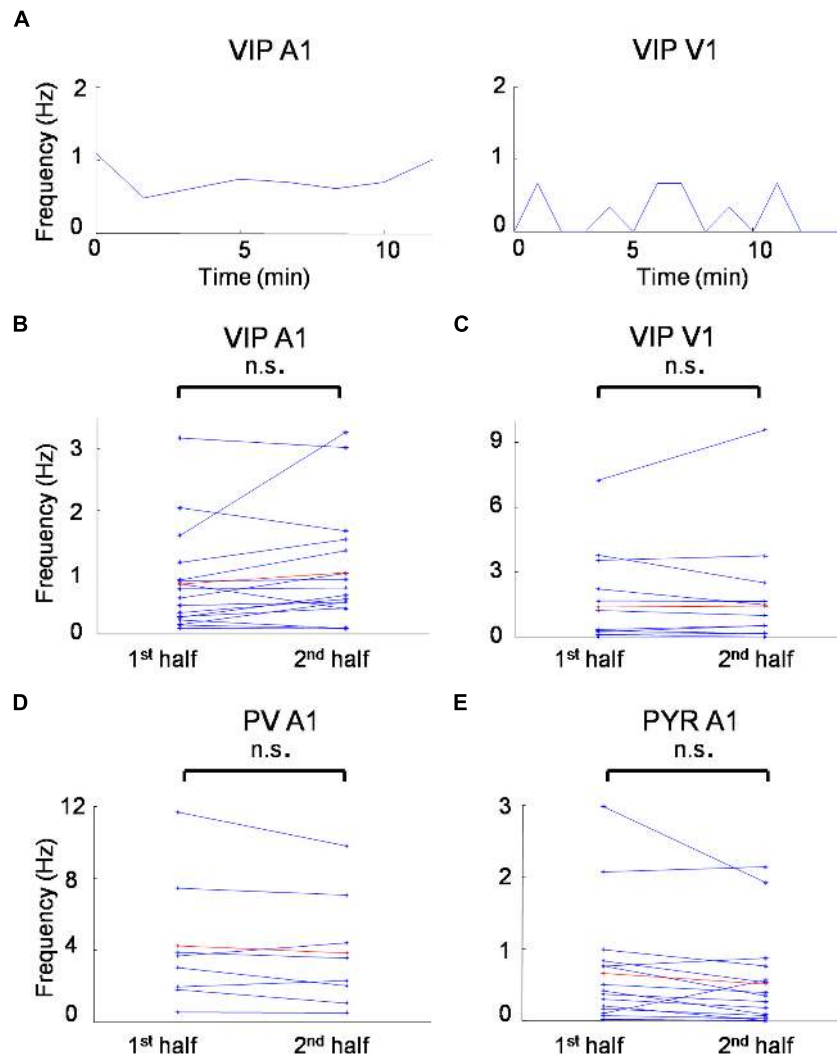 A
VIP A1
VIP V1
Frequency (Hz)
2
1
0
0 5 10
Time (min)
2
1
0
0 5 10
Time (min)
B
VIP A1
n.s.
Frequency (Hz)
3
2
1
0
1st half 2nd half
C
VIP V1
n.s.
9
6
3
0
1st half 2nd half
D
PV A1
n.s.
Frequency (Hz)
12
8
4
0
1st half 2nd half
E
PYR A1
n.s.
3
2
1
0
1st half 2nd half